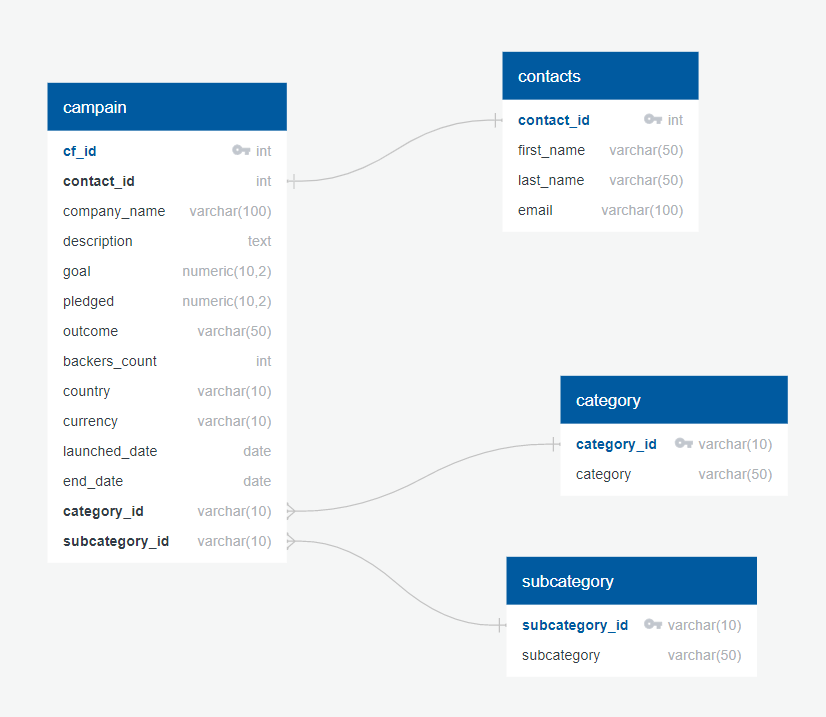 campain
cf_id int
contact_id int
company_name varchar(100)
description text
goal numeric(10,2)
pledged numeric(10,2)
outcome varchar(50)
backers_count int
country varchar(10)
currency varchar(10)
launched_date date
end_date date
category_id varchar(10)
subcategory_id varchar(10)
contacts
contact_id int
first_name varchar(50)
last_name varchar(50)
email varchar(100)
category
category_id varchar(10)
category varchar(50)
subcategory
subcategory_id varchar(10)
subcategory varchar(50)